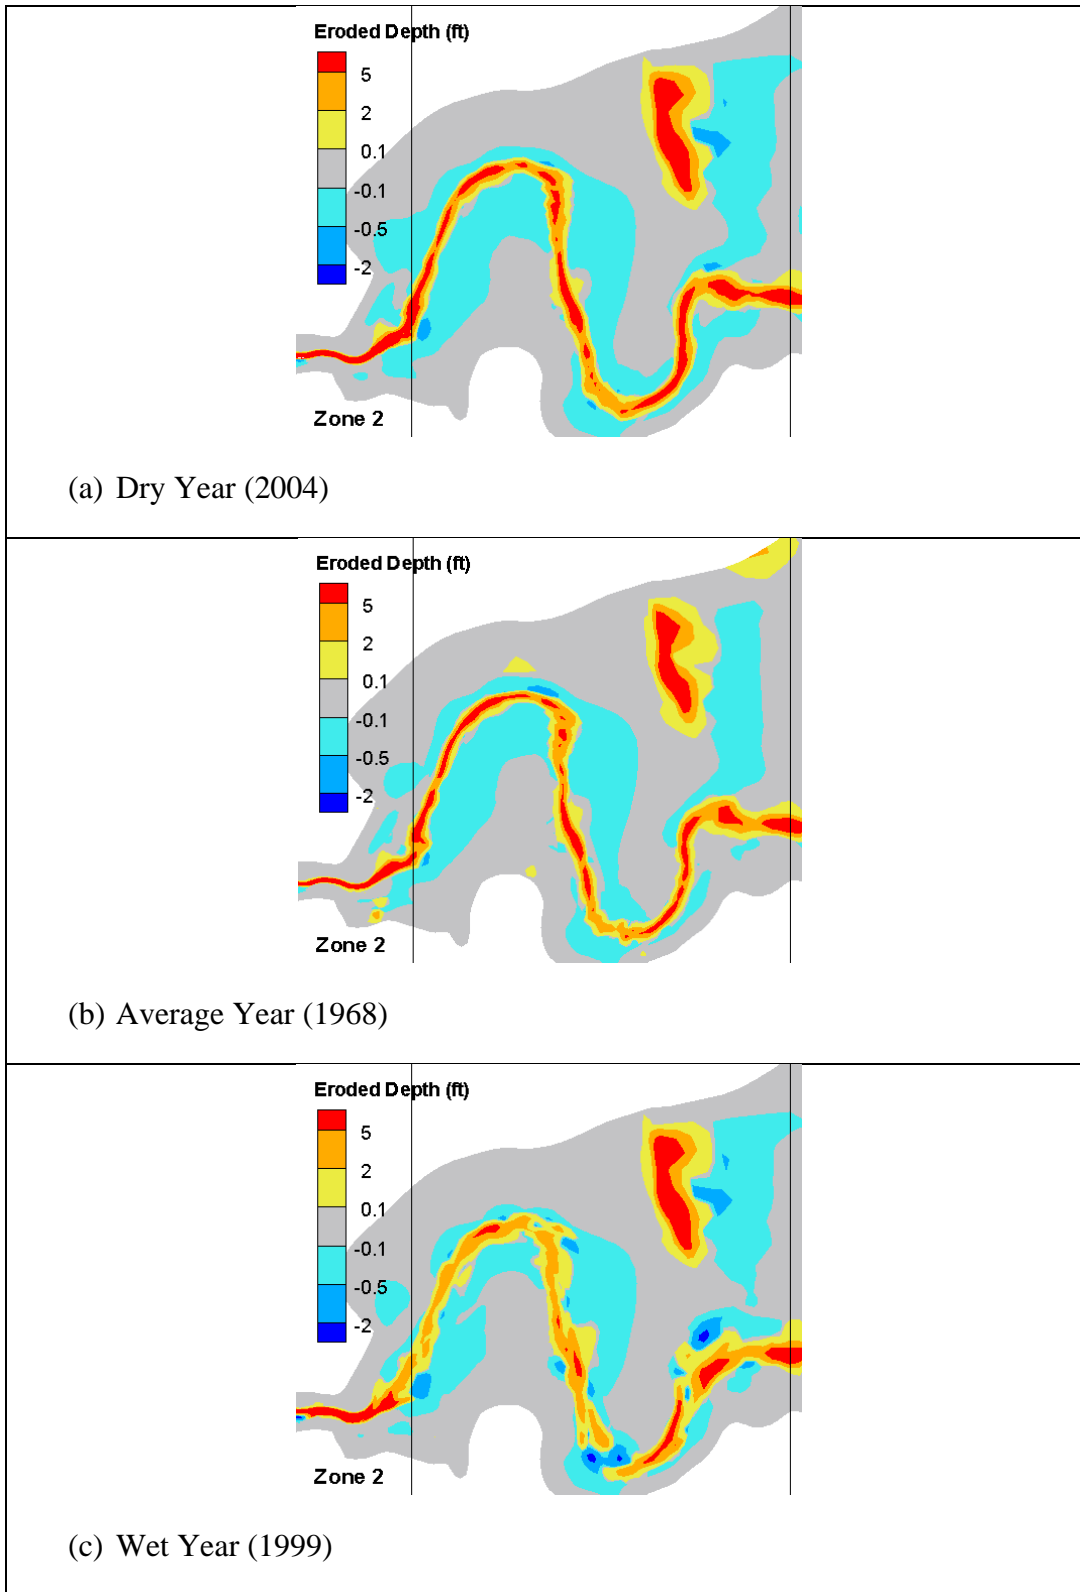 Eroded Depth (ft)
5
2
0.1
-0.1
-0.5
-2
Zone 2
(a) Dry Year (2004)
Eroded Depth (ft)
5
2
0.1
-0.1
-0.5
-2
Zone 2
(b) Average Year (1968)
Eroded Depth (ft)
5
2
0.1
-0.1
-0.5
-2
Zone 2
(c) Wet Year (1999)